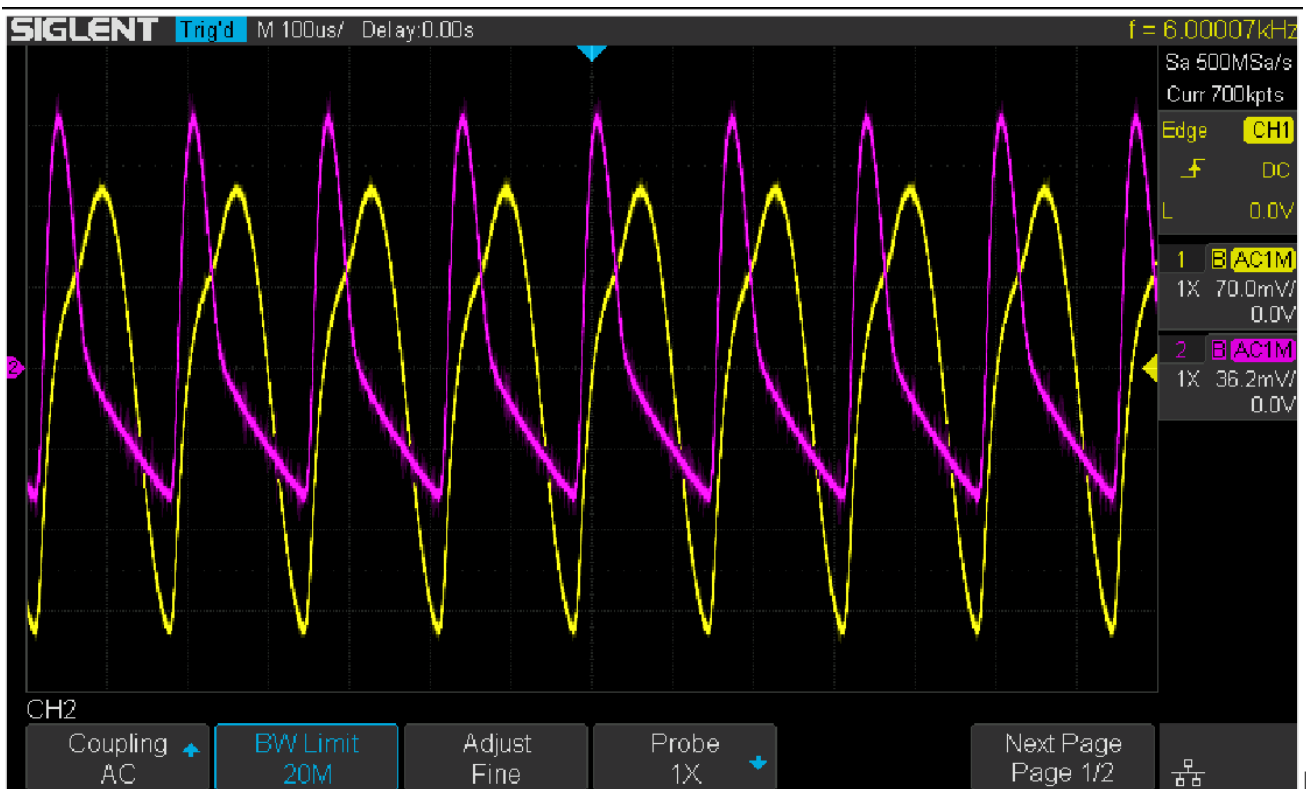 SIGLENT Trig'd M 100us/ Delay:0.00s f = 6.00007kHz
Sa 500MSa/s
Curr 700kpts
Edge CH1
DC
L 0.0V
1 B AC1M
1X 70.0mV/
0.0V
2
2 B AC1M
1X 36.2mV/
0.0V
CH2
Coupling
AC
BW Limit
20M
Adjust
Fine
Probe
1X
Next Page
Page 1/2